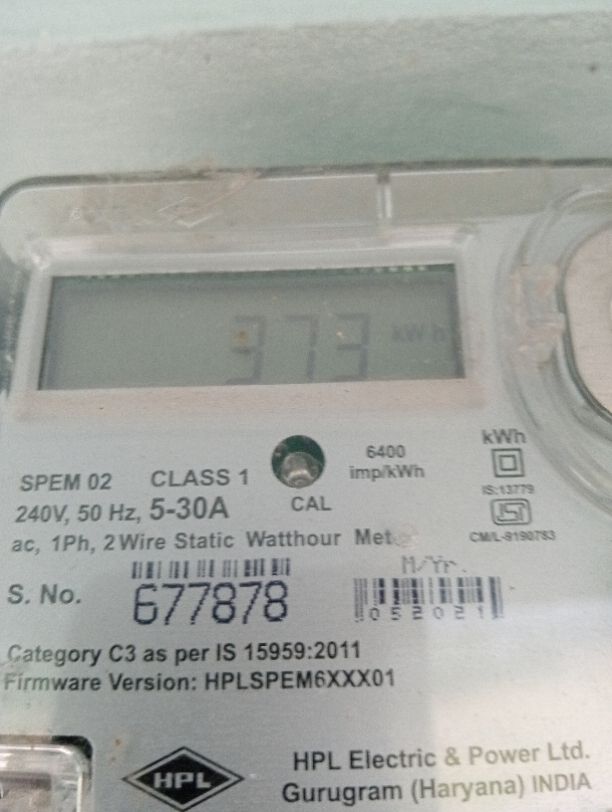 373 kWh
6400
imp/kWh
kWh
SPEM 02 CLASS 1
240V, 50 Hz, 5-30A
CAL
IS:13779
ac, 1Ph, 2 Wire Static Watthour
CM/L-9190783
M/Yr.
S. No. 677878
052021
Category C3 as per IS 15959:2011
Firmware Version: HPLSPEM6XXX01
HPL
HPL Electric & Power Ltd.
Gurugram (Haryana) INDIA